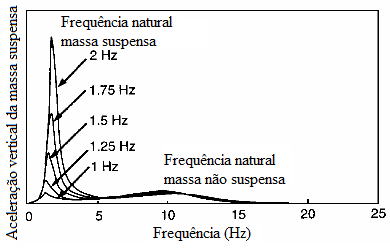 Frequência natural
massa suspensa
2 Hz
1.75 Hz
1.5 Hz
1.25 Hz
1 Hz
Frequência natural
massa não suspensa
Aceleração vertical da massa suspensa
0 5 10 15 20 25
Frequência (Hz)